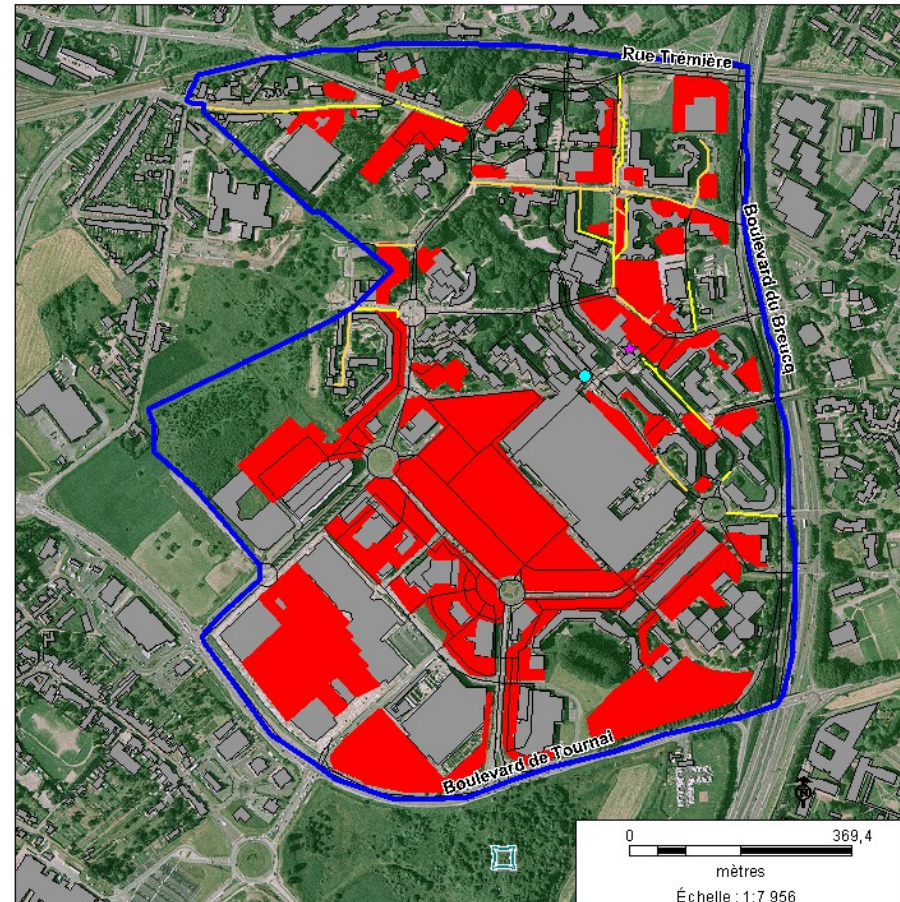 Rue Trémière
Boulevard du Breucq
Boulevard de Tournai
N
0 369,4
mètres
Échelle : 1:7 956